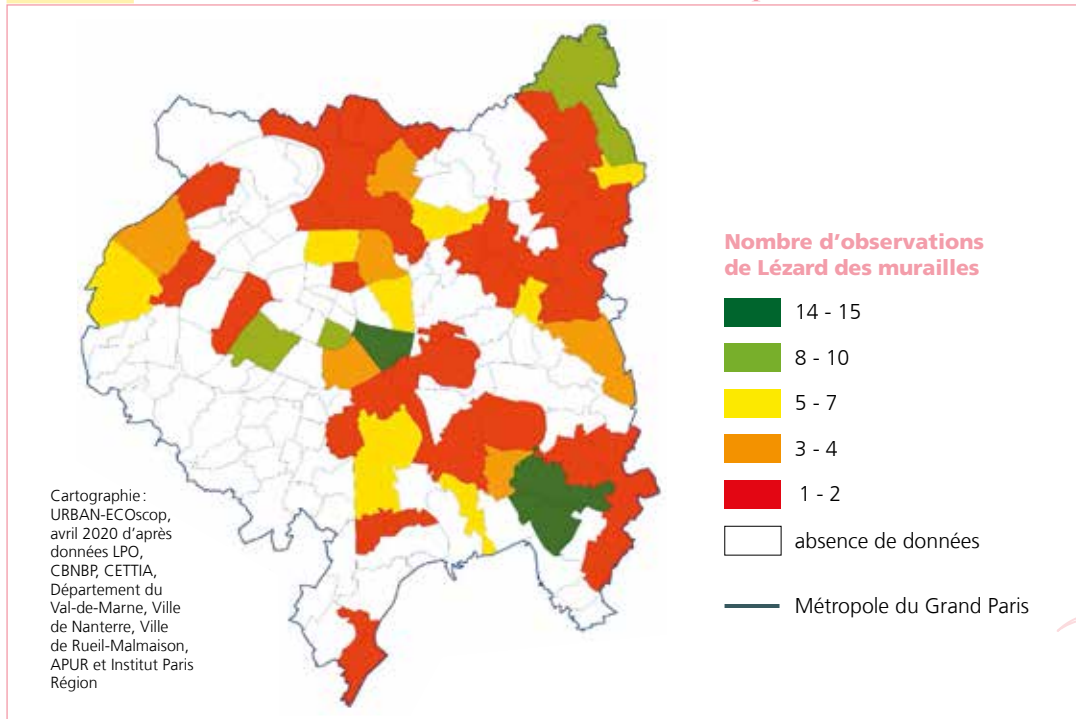 Nombre d'observations
de Lézard des murailles
14 - 15
8 - 10
5 - 7
3 - 4
1 - 2
absence de données
Métropole du Grand Paris
Cartographie :
URBAN-ECOscop,
avril 2020 d'après
données LPO,
CBNBP, CETTIA,
Département du
Val-de-Marne, Ville
de Nanterre, Ville
de Rueil-Malmaison,
APUR et Institut Paris
Région